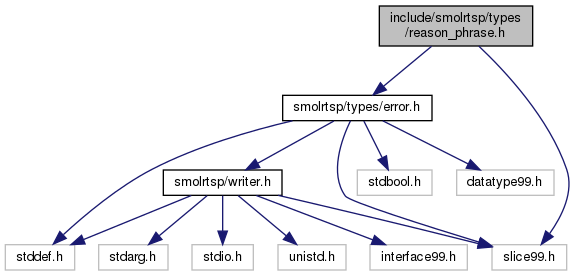 include/smolrtsp/types
/reason_phrase.h
smolrtsp/types/error.h
smolrtsp/writer.h
stdbool.h
datatype99.h
stddef.h
stdarg.h
stdio.h
unistd.h
interface99.h
slice99.h